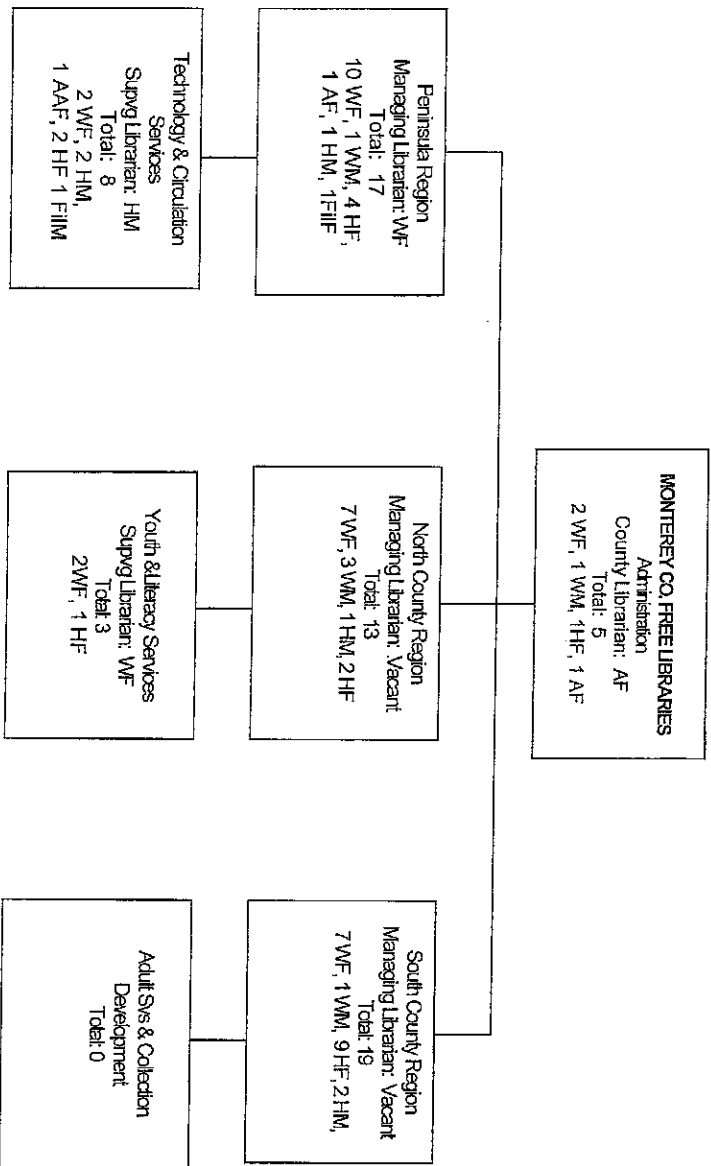 MONTEREY CO. FREE LIBRARIES
Administration
County Librarian: AF
Total: 5
2 WF, 1 WM, 1HF, 1 AF
Peninsula Region
Managing Librarian: WF
Total: 17
10 WF, 1 WM, 4 HF,
1 AF, 1 HM, 1FilF
North County Region
Managing Librarian: Vacant
Total: 13
7 WF, 3 WM, 1 HM, 2 HF
South County Region
Managing Librarian: Vacant
Total: 19
7 WF, 1 WM, 9 HF, 2 HM,
Technology & Circulation
Services
Supvg Librarian: HM
Total: 8
2 WF, 2 HM,
1 AAF, 2 HF 1 FilM
Youth & Literacy Services
Supvg Librarian: WF
Total: 3
2WF, 1 HF
Adult Svs & Collection
Development
Total: 0